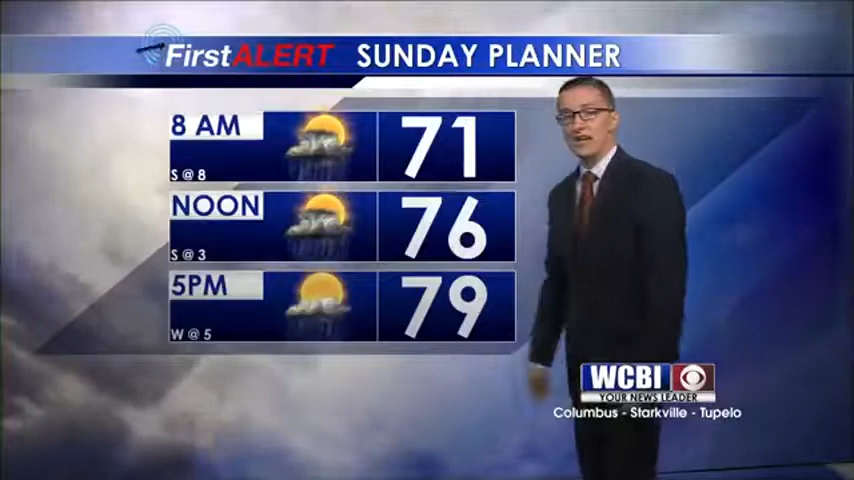 FirstALERT SUNDAY PLANNER
8 AM
S @ 8
71
NOON
S @ 3
76
5PM
W @ 5
79
WCBI
YOUR NEWS LEADER
Columbus - Starkville - Tupelo